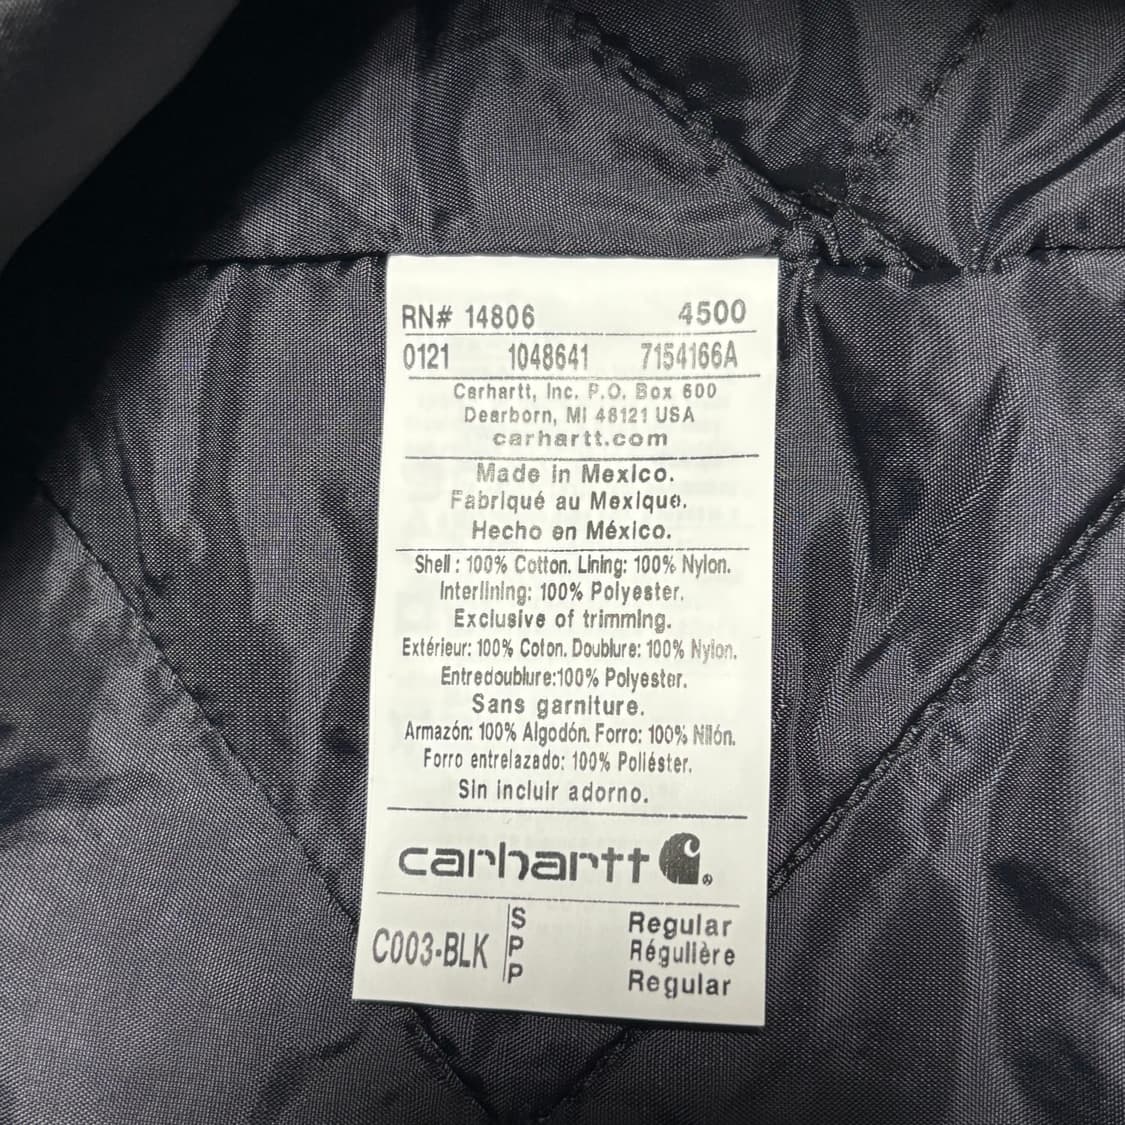 RN# 14806 4500
0121 1048641 7154166A
Carhartt, Inc. P.O. Box 600
Dearborn, MI 48121 USA
carhartt.com
Made in Mexico.
Fabriqué au Mexique.
Hecho en México.
Shell : 100% Cotton. Lining: 100% Nylon.
Interlining: 100% Polyester.
Exclusive of trimming.
Extérieur: 100% Coton. Doublure: 100% Nylon.
Entredoublure:100% Polyester.
Sans garniture.
Armazón: 100% Algodón. Forro: 100% Nilón.
Forro entrelazado: 100% Poliéster.
Sin incluir adorno.
carhartt
S Regular
C003-BLK P Régulière
P Regular